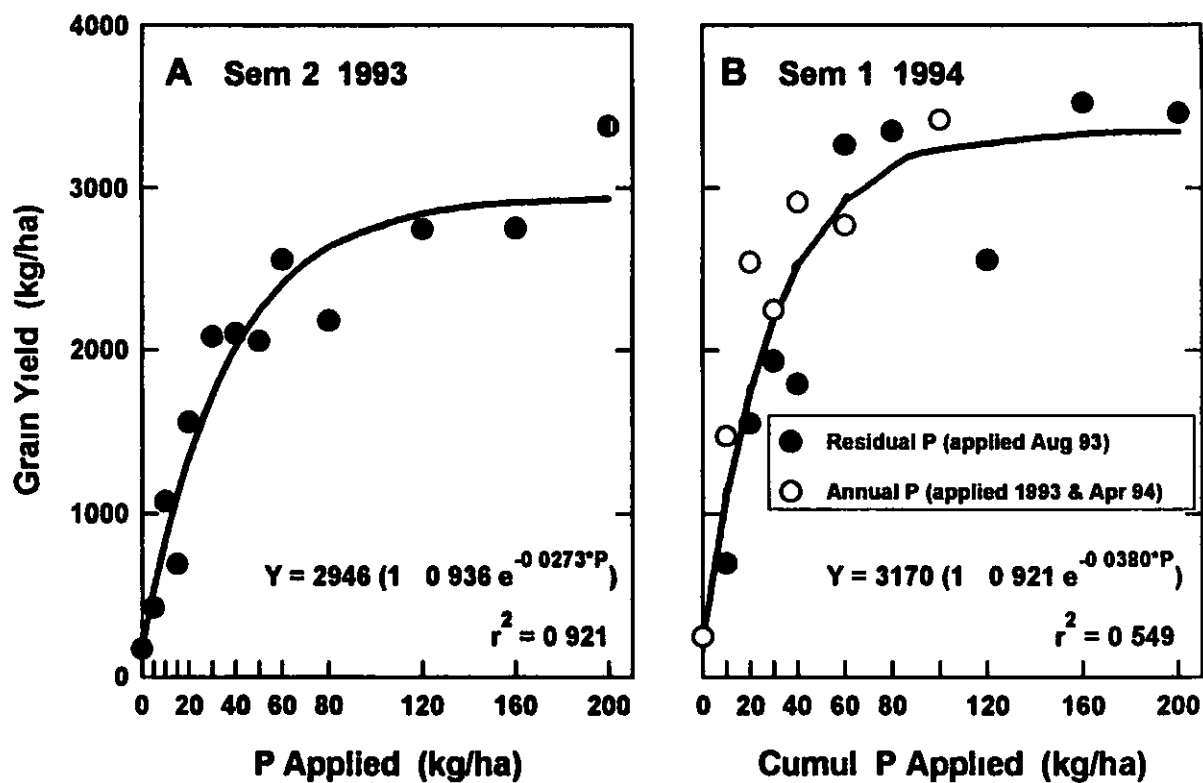 A Sem 2 1993
B Sem 1 1994
Grain Yield (kg/ha)
4000
3000
2000
1000
0
Residual P (applied Aug 93)
Annual P (applied 1993 & Apr 94)
Y = 2946 (1 0 936 e^-0 0273*P)
r^2 = 0 921
Y = 3170 (1 0 921 e^-0 0380*P)
r^2 = 0 549
0 20 40 60 80 120 160 200
0 20 40 60 80 120 160 200
P Applied (kg/ha)
Cumul P Applied (kg/ha)